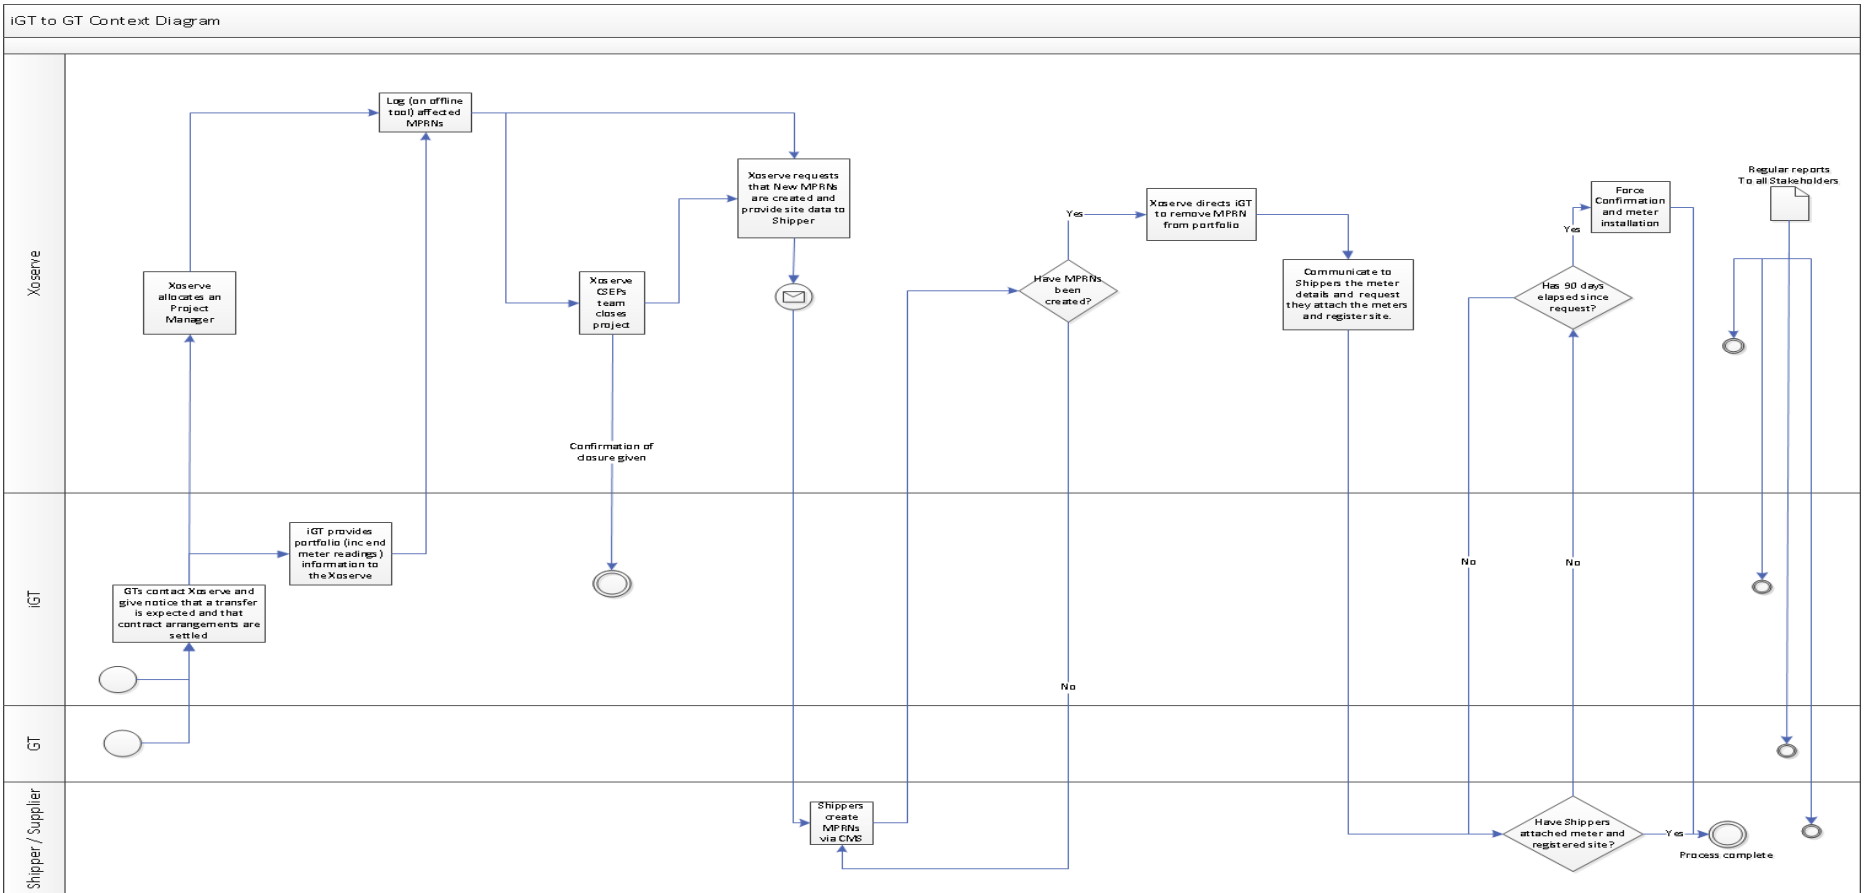 iGT to GT Context Diagram
Xoserve
iGT
GT
Shipper / Supplier
GTs contact Xoserve and
give notice that a transfer
is expected and that
contract arrangements are
settled
Xoserve
allocates an
Project
Manager
iGT provides
portfolio (inc end
meter readings)
information to
the Xoserve
Log (on offline
tool) affected
MPRNs
Xoserve
CSEPs
team
closes
project
Confirmation of
closure given
Xoserve requests
that New MPRNs
are created and
provide site data to
Shipper
Shippers
create
MPRNs
via CMS
Have MPRNs
been
created?
Yes
No
Xoserve directs iGT
to remove MPRN
from portfolio
Communicate to
Shippers the meter
details and request
they attach the meters
and register site.
Have Shippers
attached meter and
registered site?
Yes
No
No
Has 90 days
elapsed since
request?
Yes
Force
Confirmation
and meter
installation
Process complete
Regular reports
To all Stakeholders